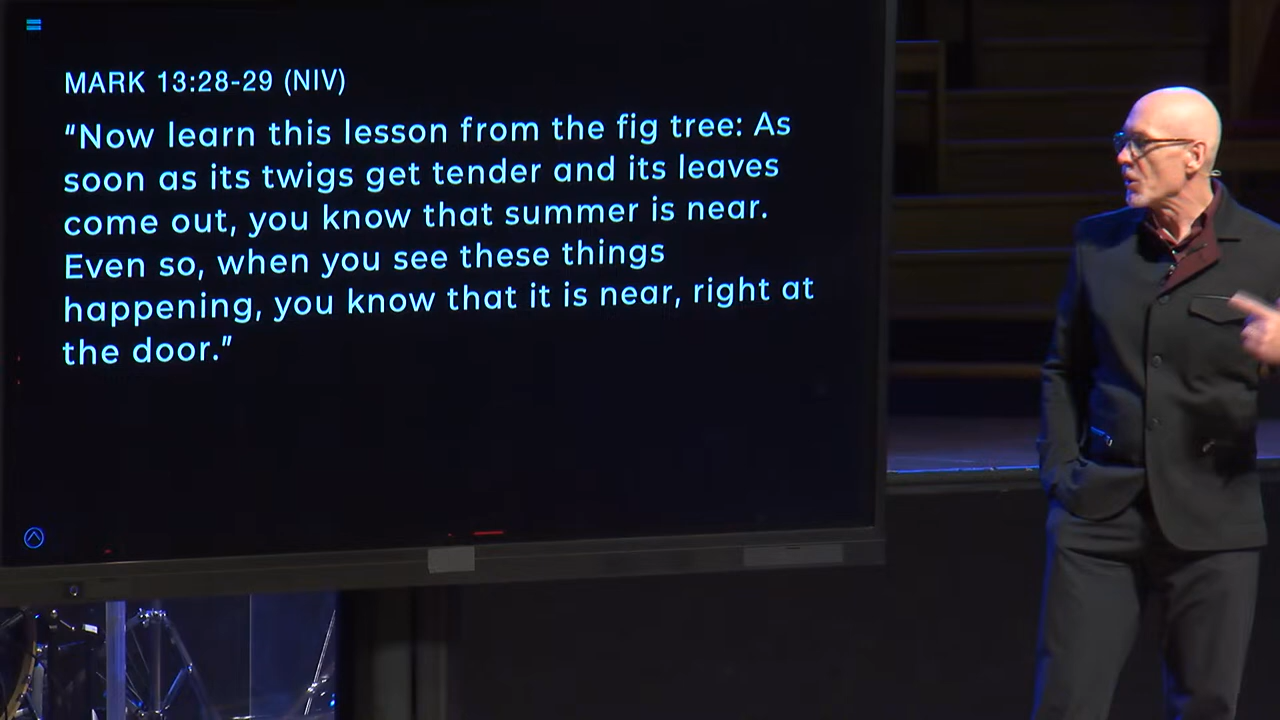 MARK 13:28-29 (NIV)
“Now learn this lesson from the fig tree: As
soon as its twigs get tender and its leaves
come out, you know that summer is near.
Even so, when you see these things
happening, you know that it is near, right at
the door.”